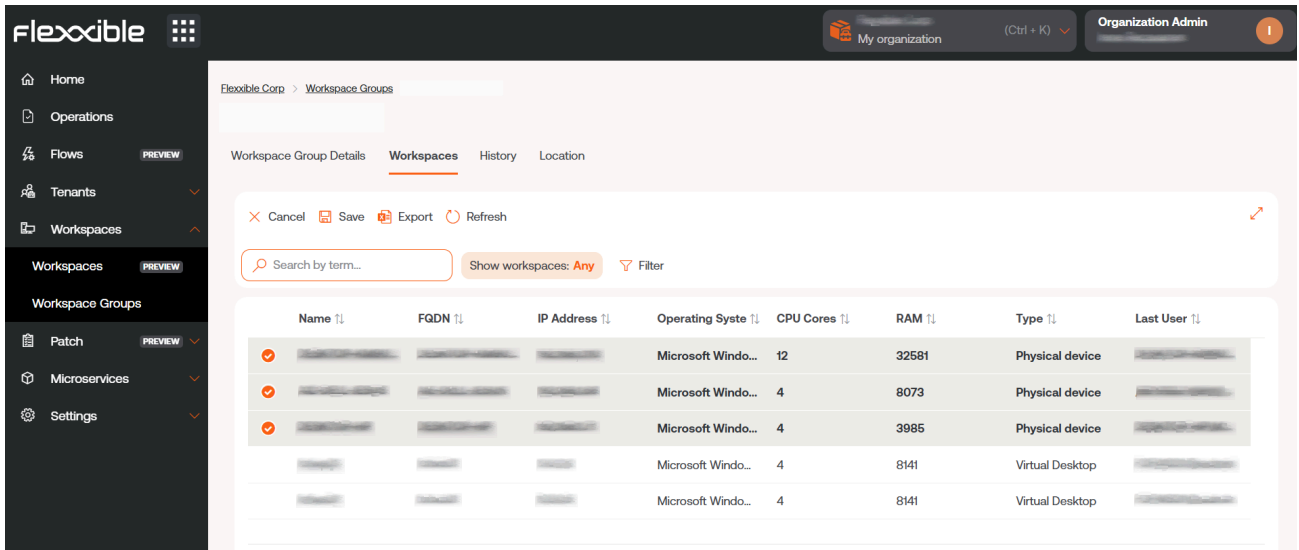 Flexxible
My organization
(Ctrl + K)
Organization Admin
I
Home
Operations
Flows PREVIEW
Tenants
Workspaces
Workspaces PREVIEW
Workspace Groups
Patch PREVIEW
Microservices
Settings
Flexxible Corp > Workspace Groups
Workspace Group Details Workspaces History Location
Cancel Save Export Refresh
Search by term... Show workspaces: Any Filter
Name FQDN IP Address Operating Syste CPU Cores RAM Type Last User
Microsoft Windo... 12 32581 Physical device
Microsoft Windo... 4 8073 Physical device
Microsoft Windo... 4 3985 Physical device
Microsoft Windo... 4 8141 Virtual Desktop
Microsoft Windo... 4 8141 Virtual Desktop